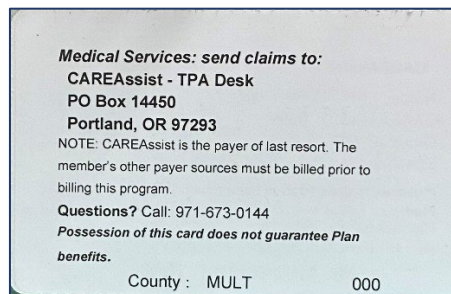 Medical Services: send claims to:
CAREAssist - TPA Desk
PO Box 14450
Portland, OR 97293
NOTE: CAREAssist is the payer of last resort. The
member's other payer sources must be billed prior to
billing this program.
Questions? Call: 971-673-0144
Possession of this card does not guarantee Plan
benefits.
County : MULT 000